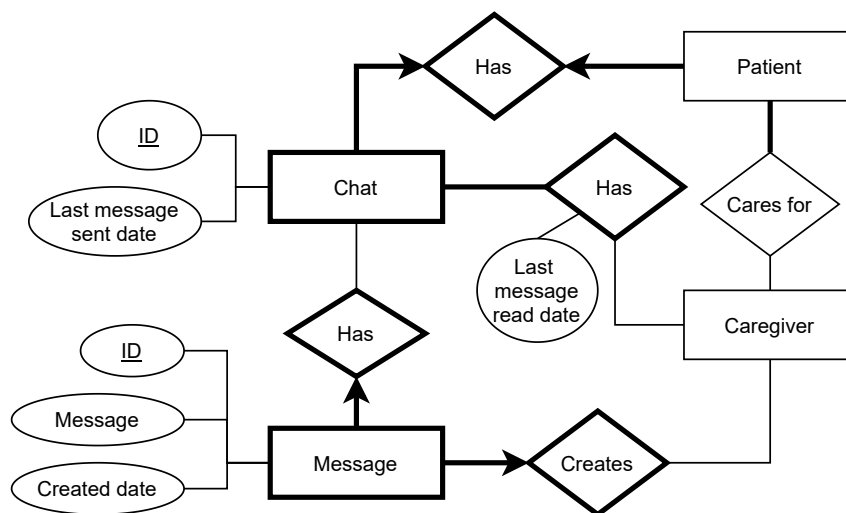 Has
Patient
ID
Chat
Has
Cares for
Last message
sent date
Last
message
read date
Has
Caregiver
ID
Message
Message
Creates
Created date